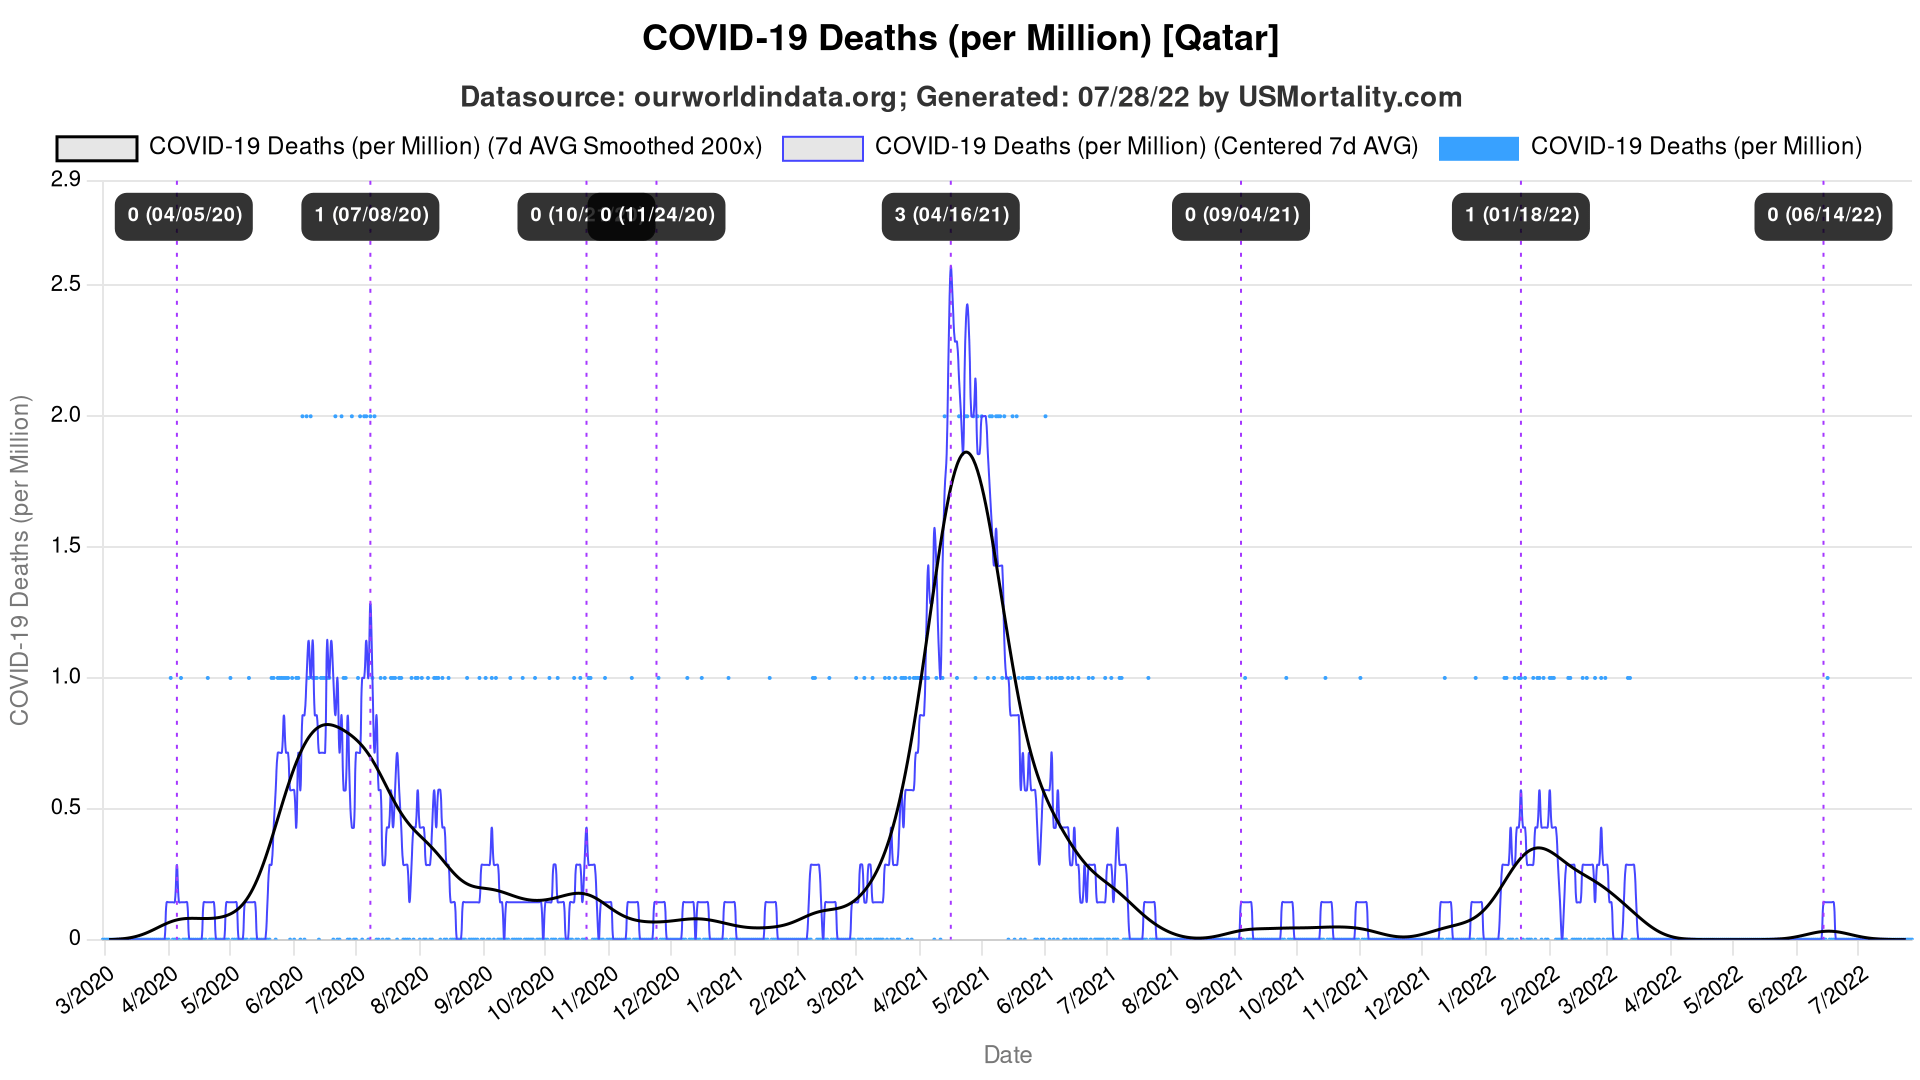 COVID-19 Deaths (per Million) [Qatar]
Datasource: ourworldindata.org; Generated: 07/28/22 by USMortality.com
COVID-19 Deaths (per Million) (7d AVG Smoothed 200x) COVID-19 Deaths (per Million) (Centered 7d AVG) COVID-19 Deaths (per Million)
0 (04/05/20) 1 (07/08/20) 0 (10/2 0 (11/24/20) 3 (04/16/21) 0 (09/04/21) 1 (01/18/22) 0 (06/14/22)
2.9
2.5
2.0
1.5
1.0
0.5
0
COVID-19 Deaths (per Million)
3/2020 4/2020 5/2020 6/2020 7/2020 8/2020 9/2020 10/2020 11/2020 12/2020 1/2021 2/2021 3/2021 4/2021 5/2021 6/2021 7/2021 8/2021 9/2021 10/2021 11/2021 12/2021 1/2022 2/2022 3/2022 4/2022 5/2022 6/2022 7/2022
Date